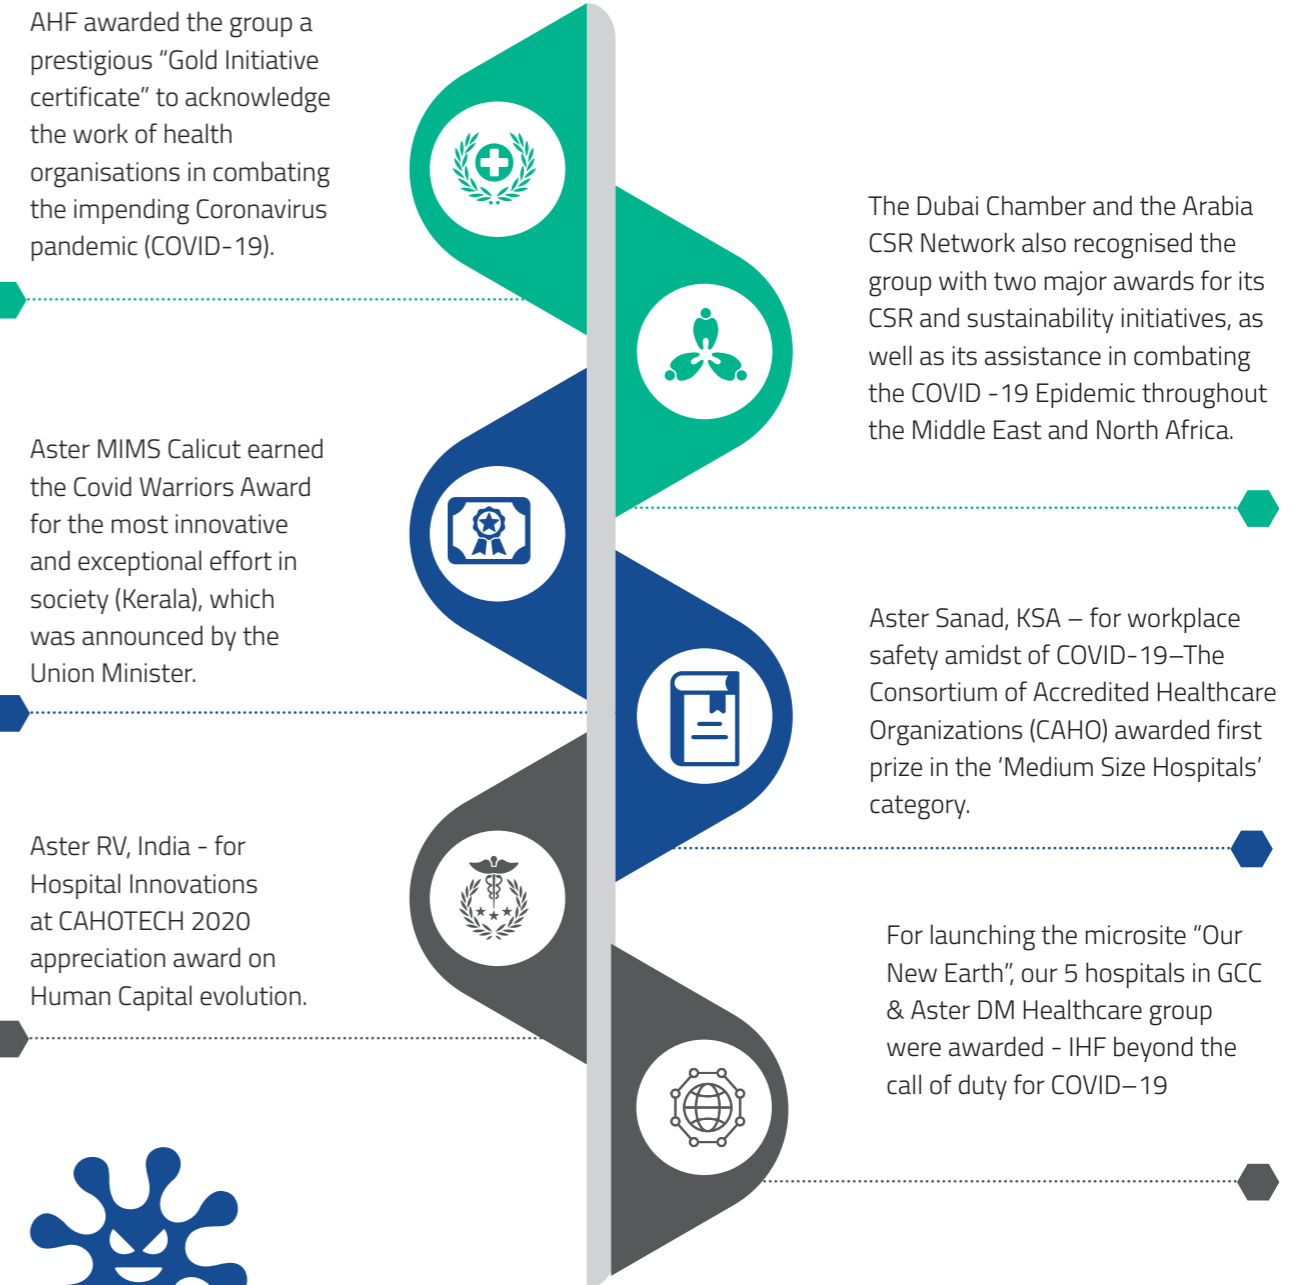 AHF awarded the group a
prestigious “Gold Initiative
certificate” to acknowledge
the work of health
organisations in combating
the impending Coronavirus
pandemic (COVID-19).
The Dubai Chamber and the Arabia
CSR Network also recognised the
group with two major awards for its
CSR and sustainability initiatives, as
well as its assistance in combating
the COVID -19 Epidemic throughout
the Middle East and North Africa.
Aster MIMS Calicut earned
the Covid Warriors Award
for the most innovative
and exceptional effort in
society (Kerala), which
was announced by the
Union Minister.
Aster Sanad, KSA – for workplace
safety amidst of COVID-19–The
Consortium of Accredited Healthcare
Organizations (CAHO) awarded first
prize in the ‘Medium Size Hospitals’
category.
Aster RV, India - for
Hospital Innovations
at CAHOTECH 2020
appreciation award on
Human Capital evolution.
For launching the microsite “Our
New Earth”, our 5 hospitals in GCC
& Aster DM Healthcare group
were awarded - IHF beyond the
call of duty for COVID–19